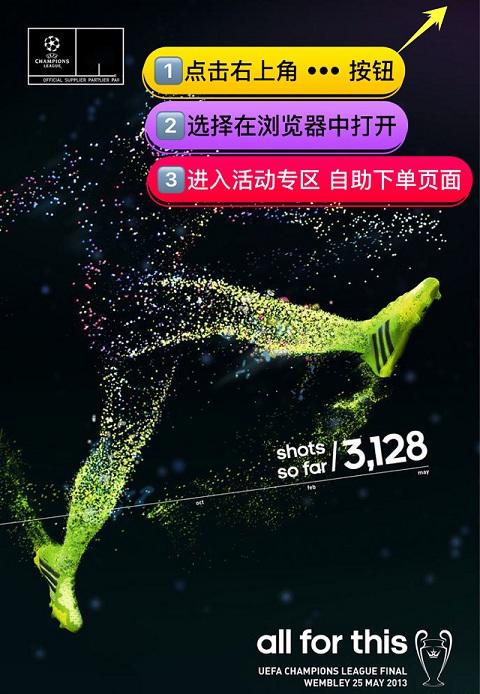 CHAMPIONS
LEAGUE
OFFICIAL SUPPLIER PARTLIER PAR
1 点击右上角 ••• 按钮
2 选择在浏览器中打开
3 进入活动专区 自助下单页面
shots
so far / 3,128
oct
feb
may
all for this
UEFA CHAMPIONS LEAGUE FINAL
WEMBLEY 25 MAY 2013